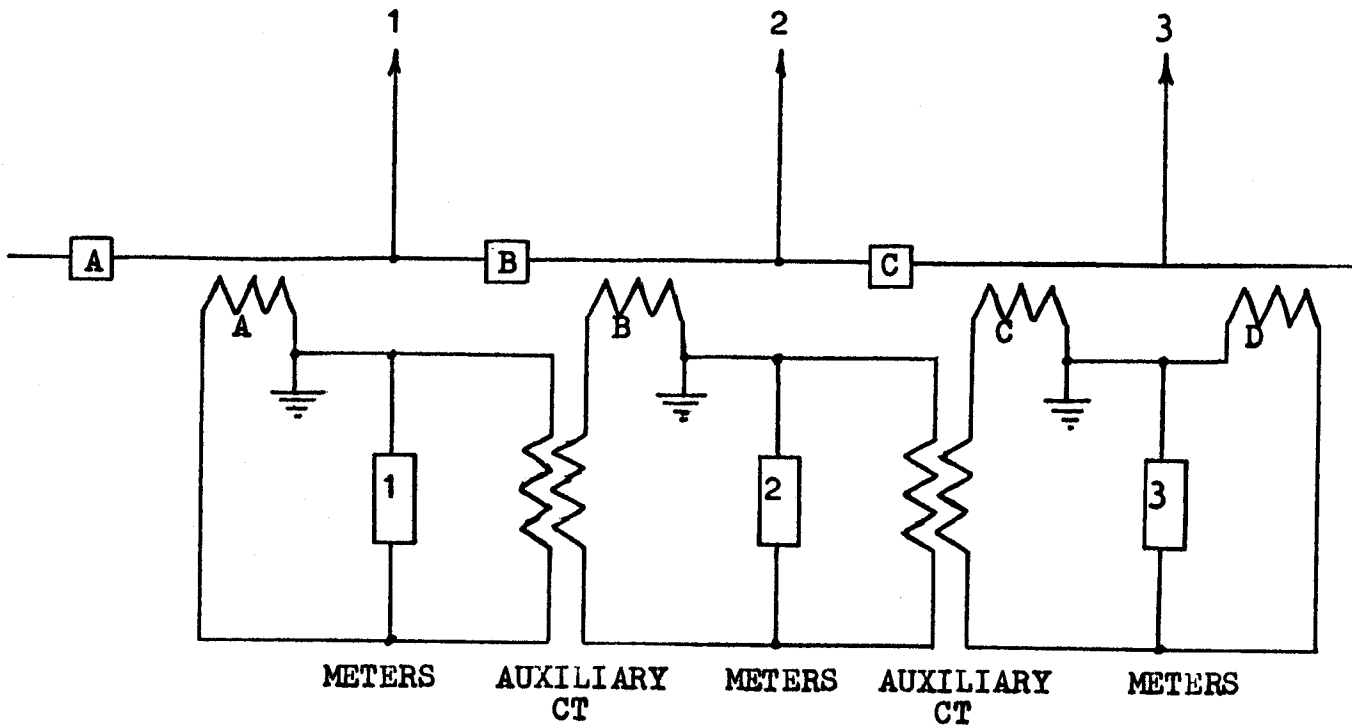 1 2 3
A B C
A B C D
1 2 3
METERS AUXILIARY METERS AUXILIARY METERS
CT CT